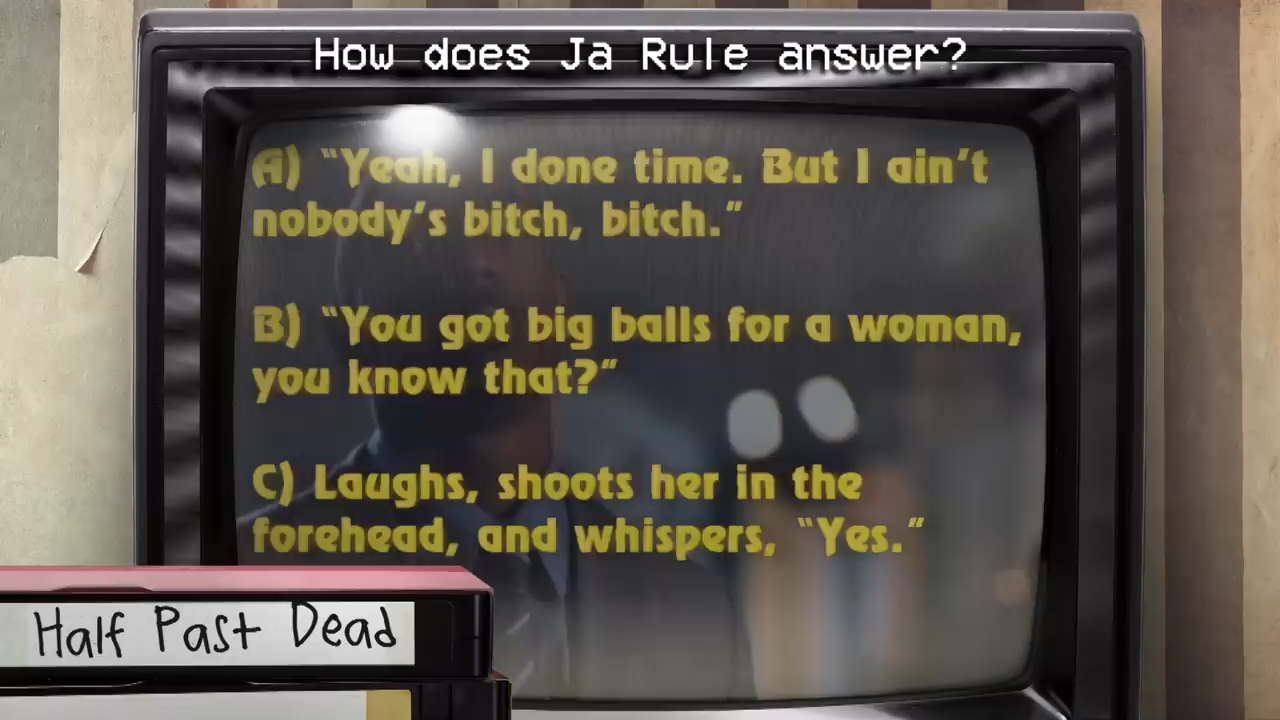 How does Ja Rule answer?
A) “Yeah, I done time. But I ain’t
nobody’s bitch, bitch.”
B) “You got big balls for a woman,
you know that?”
C) Laughs, shoots her in the
forehead, and whispers, “Yes.”
Half Past Dead